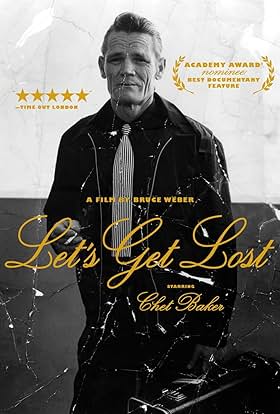 ACADEMY AWARD®
nominee
BEST DOCUMENTARY
FEATURE
★★★★★
—TIME OUT LONDON
A FILM BY BRUCE WEBER
Let's Get Lost
STARRING
Chet Baker